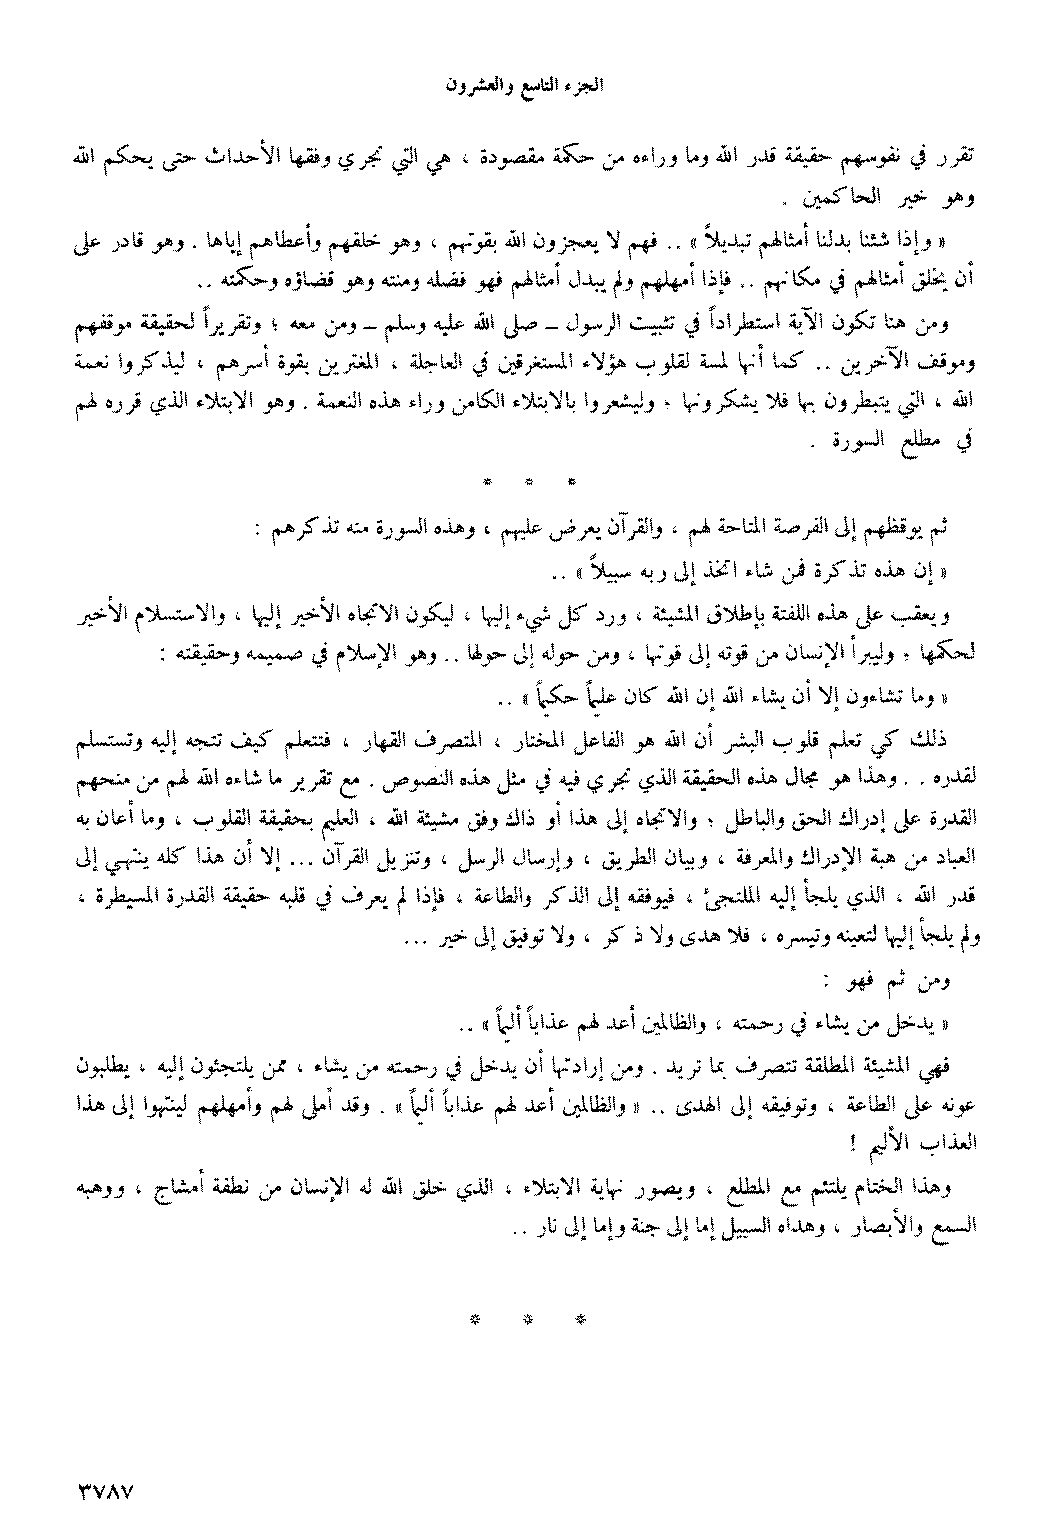 الجزء التاسع والعشرون
تقرر في نفوسهم حقيقة قدر الله وما وراءه من حكمة مقصودة ، هي التي تجري وفقها الأحداث حتى يحكم الله
وهو خير الحاكمين .
« وإذا شئنا بدلنا أمثالهم تبديلاً » .. فهم لا يعجزون الله بقوتهم ، وهو خلقهم وأعطاهم إياها . وهو قادر على
أن يخلق أمثالهم في مكانهم .. فإذا أمهلهم ولم يبدل أمثالهم فهو فضله ومنته وهو قضاؤه وحكمته ..
ومن هنا تكون الآية استطراداً في تثبيت الرسول – صلى الله عليه وسلم – ومن معه ؛ وتقريراً لحقيقة موقفهم
وموقف الآخرين .. كما أنها لمسة لقلوب هؤلاء المستغرقين في العاجلة ، المغترين بقوة أسرهم ، ليذكروا نعمة
الله ، التي يتبطرون بها فلا يشكرونها ؛ وليشعروا بالابتلاء الكامن وراء هذه النعمة . وهو الابتلاء الذي قرره لهم
في مطلع السورة .
* * *
ثم يوقظهم إلى الفرصة المتاحة لهم ، والقرآن يعرض عليهم ، وهذه السورة منه تذكرهم :
« إن هذه تذكرة فمن شاء اتخذ إلى ربه سبيلاً » ..
ويعقب على هذه اللفتة بإطلاق المشيئة ، ورد كل شيء إليها ، ليكون الاتجاه الأخير إليها ، والاستسلام الأخير
لحكمها ؛ وليبرأ الإنسان من قوته إلى قوتها ، ومن حوله إلى حولها .. وهو الإسلام في صميمه وحقيقته :
« وما تشاءون إلا أن يشاء الله إن الله كان عليماً حكيماً » ..
ذلك كي تعلم قلوب البشر أن الله هو الفاعل المختار ، المتصرف القهار ، فتتعلم كيف تتجه إليه وتستسلم
لقدره .. وهذا هو مجال هذه الحقيقة الذي تجري فيه في مثل هذه النصوص . مع تقرير ما شاءه الله لهم من منحهم
القدرة على إدراك الحق والباطل ؛ والاتجاه إلى هذا أو ذاك وفق مشيئة الله ، العليم بحقيقة القلوب ، وما أعان به
العباد من هبة الإدراك والمعرفة ، وبيان الطريق ، وإرسال الرسل ، وتنزيل القرآن ... إلا أن هذا كله ينتهي إلى
قدر الله ، الذي يلجأ إليه الملتجئ ، فيوفقه إلى الذكر والطاعة ، فإذا لم يعرف في قلبه حقيقة القدرة المسيطرة ،
ولم يلجأ إليها لتعينه وتيسره ، فلا هدى ولا ذكر ، ولا توفيق إلى خير ...
ومن ثم فهو :
« يدخل من يشاء في رحمته ، والظالمين أعد لهم عذاباً أليماً » ..
فهي المشيئة المطلقة تتصرف بما تريد . ومن إرادتها أن يدخل في رحمته من يشاء ، ممن يلتجئون إليه ، يطلبون
عونه على الطاعة ، وتوفيقه إلى الهدى .. « والظالمين أعد لهم عذاباً أليماً » . وقد أملى لهم وأمهلهم لينتهوا إلى هذا
العذاب الأليم !
وهذا الختام يلتئم مع المطلع ، ويصور نهاية الابتلاء ، الذي خلق الله له الإنسان من نطفة أمشاج ، ووهبه
السمع والأبصار ، وهداه السبيل إما إلى جنة وإما إلى نار ..
* * *
٣٧٨٧